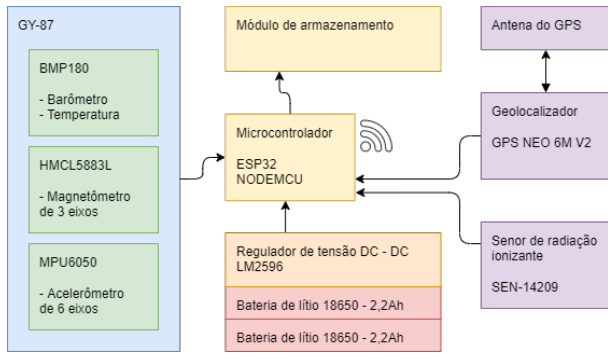 GY-87
BMP180
- Barômetro
- Temperatura
HMCL5883L
- Magnetômetro
de 3 eixos
MPU6050
- Acelerômetro
de 6 eixos
Módulo de armazenamento
Microcontrolador
ESP32
NODEMCU
Regulador de tensão DC - DC
LM2596
Bateria de lítio 18650 - 2,2Ah
Bateria de lítio 18650 - 2,2Ah
Antena do GPS
Geolocalizador
GPS NEO 6M V2
Senor de radiação
ionizante
SEN-14209